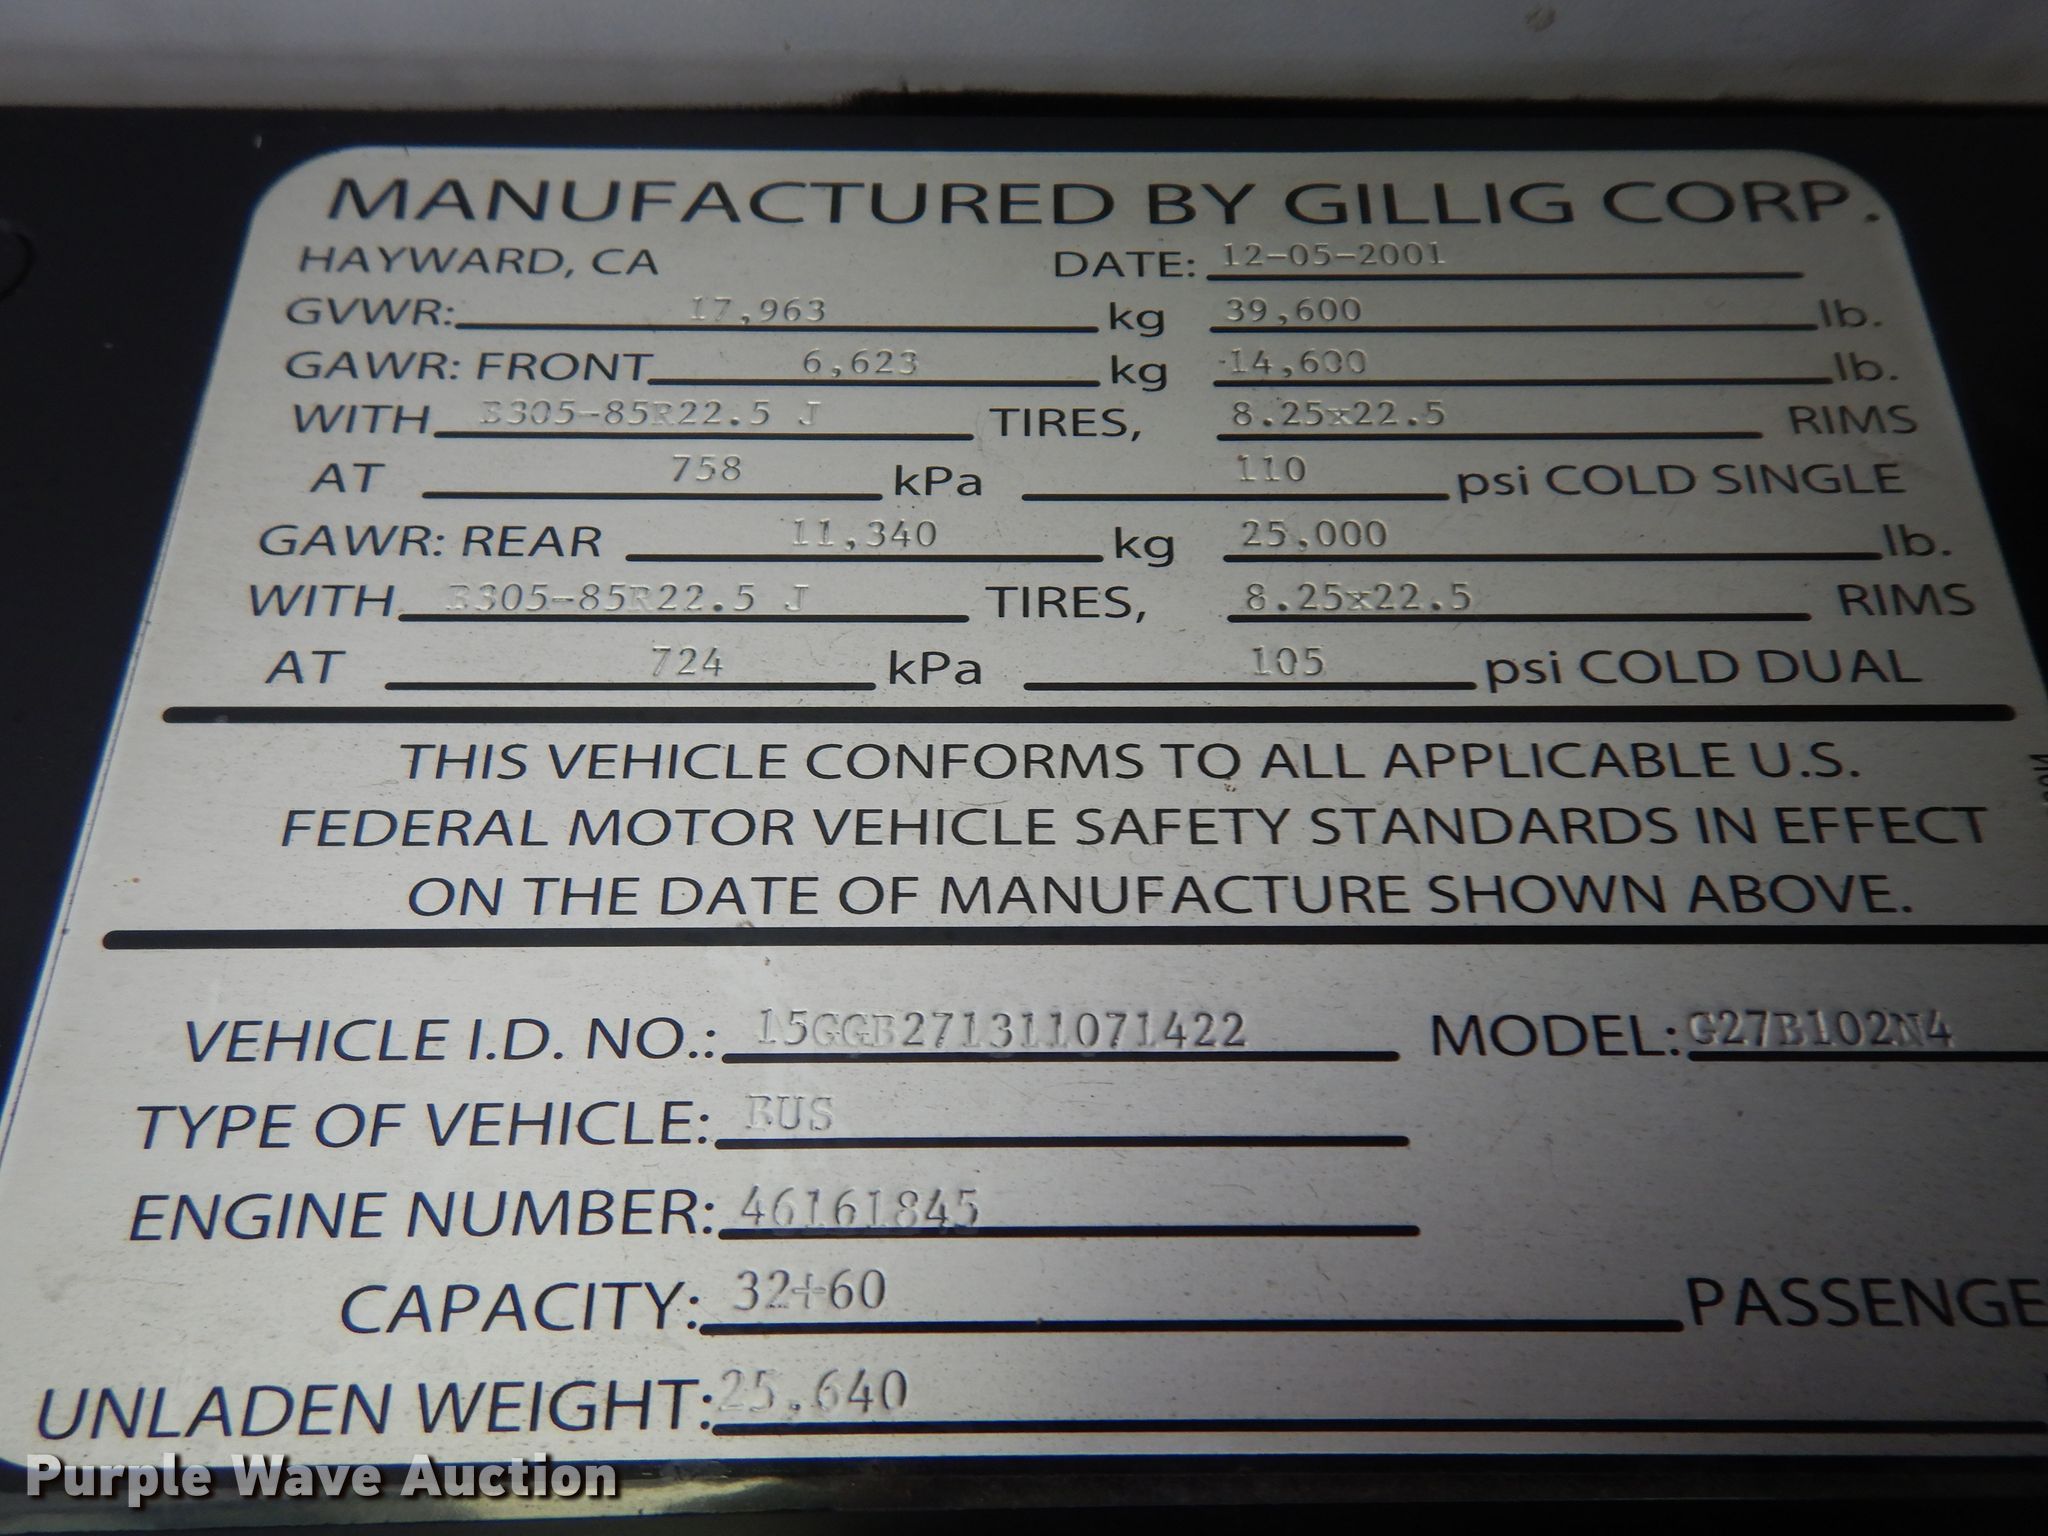 MANUFACTURED BY GILLIG CORP.
HAYWARD, CA DATE: 12-05-2001
GVWR: 17,963 kg 39,600 lb.
GAWR: FRONT 6,623 kg 14,600 lb.
WITH B305-85R22.5 J TIRES, 8.25x22.5 RIMS
AT 758 kPa 110 psi COLD SINGLE
GAWR: REAR 11,340 kg 25,000 lb.
WITH B305-85R22.5 J TIRES, 8.25x22.5 RIMS
AT 724 kPa 105 psi COLD DUAL
THIS VEHICLE CONFORMS TO ALL APPLICABLE U.S.
FEDERAL MOTOR VEHICLE SAFETY STANDARDS IN EFFECT
ON THE DATE OF MANUFACTURE SHOWN ABOVE.
VEHICLE I.D. NO.: 15GGB271311071422 MODEL: G27B102N4
TYPE OF VEHICLE: BUS
ENGINE NUMBER: 46161845
CAPACITY: 32+60 PASSENGE
UNLADEN WEIGHT: 25,640
Purple Wave Auction